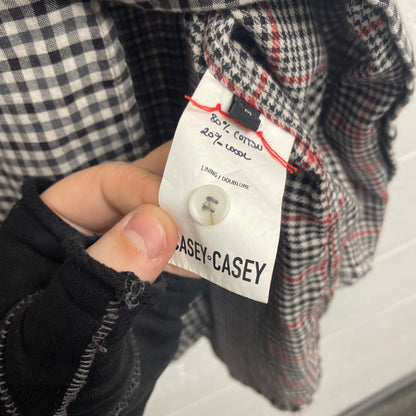 80% COTTON
20% WOOL
LINING / DOUBLURE
CASEY-CASEY